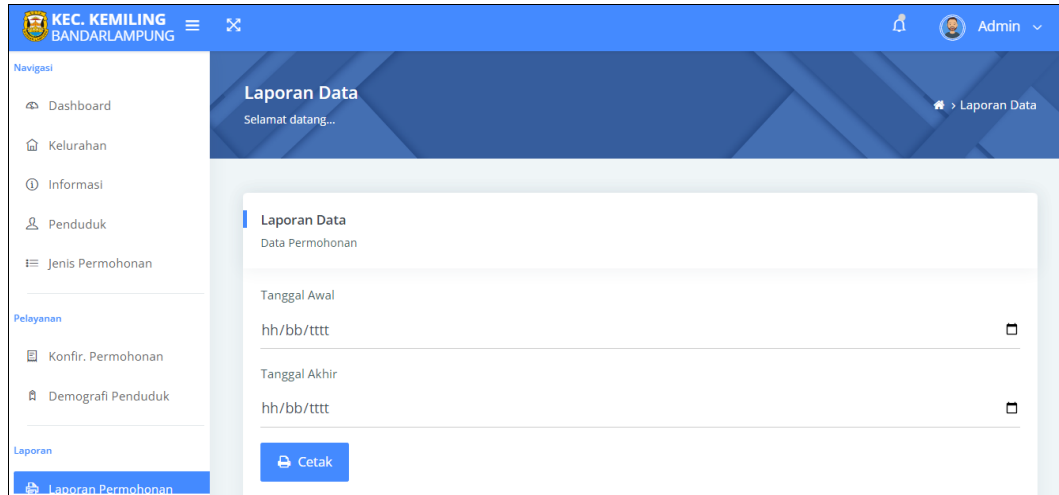 KEC. KEMILING
BANDARLAMPUNG
Admin
Navigasi
Dashboard
Kelurahan
Informasi
Penduduk
Jenis Permohonan
Pelayanan
Konfir. Permohonan
Demografi Penduduk
Laporan
Laporan Permohonan
Laporan Data
Selamat datang...
> Laporan Data
Laporan Data
Data Permohonan
Tanggal Awal
hh/bb/tttt
Tanggal Akhir
hh/bb/tttt
Cetak